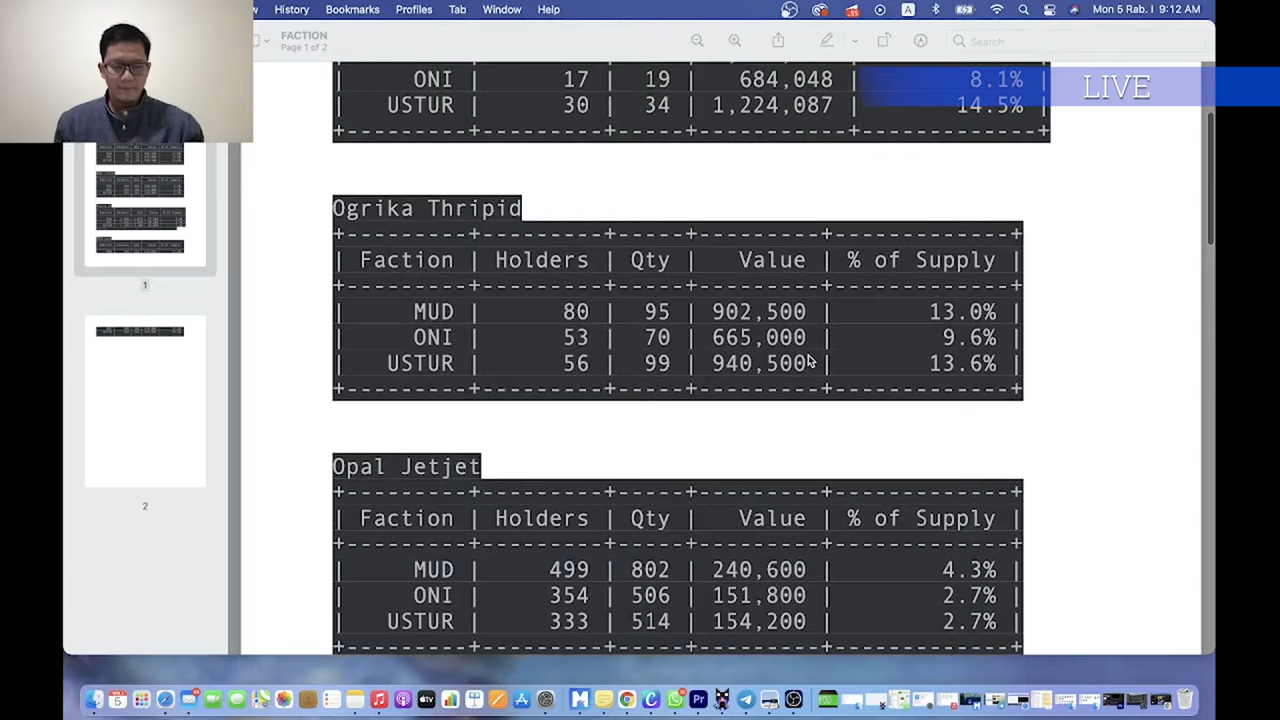 History Bookmarks Profiles Tab Window Help A Mon 5 Rab. I 9:12 AM
FACTION
Page 1 of 2
Search
LIVE
| ONI | 17 | 19 | 684,048 | 8.1% |
| USTUR | 30 | 34 | 1,224,087 | 14.5% |
+---------+--------+-----+---------+------------+
Ogrika Thripid
+---------+---------+-----+---------+-------------+
| Faction | Holders | Qty | Value | % of Supply |
+---------+---------+-----+---------+-------------+
| MUD | 80 | 95 | 902,500 | 13.0% |
| ONI | 53 | 70 | 665,000 | 9.6% |
| USTUR | 56 | 99 | 940,500 | 13.6% |
+---------+---------+-----+---------+-------------+
Opal Jetjet
+---------+---------+-----+---------+-------------+
| Faction | Holders | Qty | Value | % of Supply |
+---------+---------+-----+---------+-------------+
| MUD | 499 | 802 | 240,600 | 4.3% |
| ONI | 354 | 506 | 151,800 | 2.7% |
| USTUR | 333 | 514 | 154,200 | 2.7% |
+---------+---------+-----+---------+-------------+
1
2